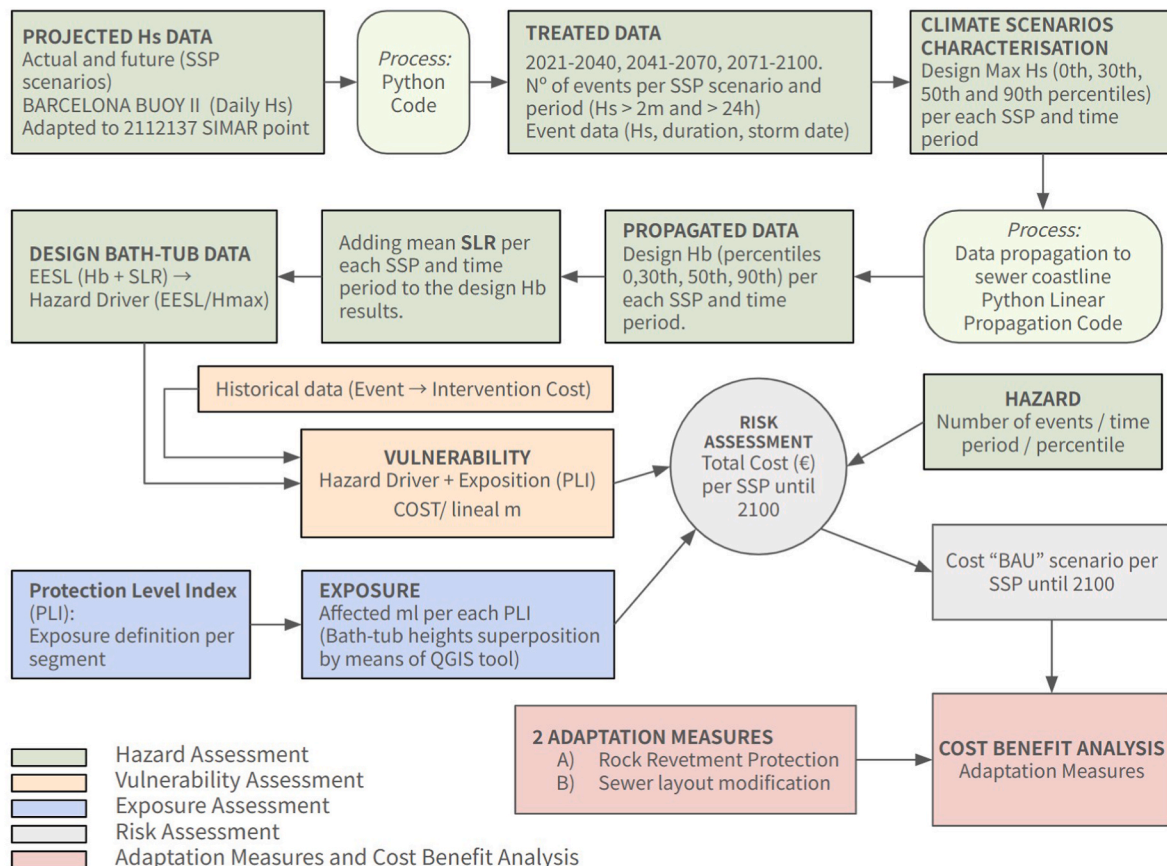 PROJECTED Hs DATA
Actual and future (SSP
scenarios)
BARCELONA BUOY II (Daily Hs)
Adapted to 2112137 SIMAR point
Process:
Python
Code
TREATED DATA
2021-2040, 2041-2070, 2071-2100.
Nº of events per SSP scenario and
period (Hs > 2m and > 24h)
Event data (Hs, duration, storm date)
CLIMATE SCENARIOS
CHARACTERISATION
Design Max Hs (0th, 30th,
50th and 90th percentiles)
per each SSP and time
period
DESIGN BATH-TUB DATA
EESL (Hb + SLR) →
Hazard Driver (EESL/Hmax)
Adding mean SLR per
each SSP and time
period to the design Hb
results.
PROPAGATED DATA
Design Hb (percentiles
0,30th, 50th, 90th) per
each SSP and time
period.
Process:
Data propagation to
sewer coastline
Python Linear
Propagation Code
Historical data (Event → Intervention Cost)
VULNERABILITY
Hazard Driver + Exposition (PLI)
COST/ lineal m
RISK
ASSESSMENT
Total Cost (€)
per SSP until
2100
HAZARD
Number of events / time
period / percentile
Protection Level Index
(PLI):
Exposure definition per
segment
EXPOSURE
Affected ml per each PLI
(Bath-tub heights superposition
by means of QGIS tool)
Cost “BAU” scenario per
SSP until 2100
2 ADAPTATION MEASURES
A) Rock Revetment Protection
B) Sewer layout modification
COST BENEFIT ANALYSIS
Adaptation Measures
Hazard Assessment
Vulnerability Assessment
Exposure Assessment
Risk Assessment
Adaptation Measures and Cost Benefit Analysis